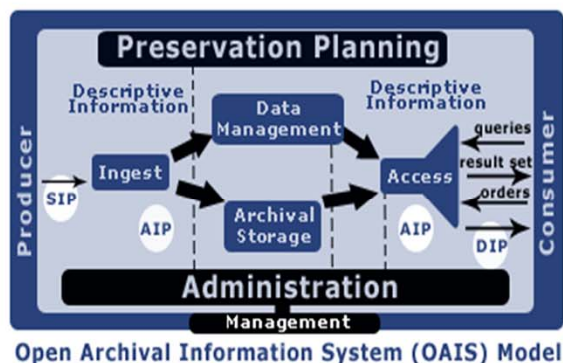 Preservation Planning
Descriptive
Information
Descriptive
Information
Data
Management
Producer
Consumer
Ingest
Access
queries
result set
orders
SIP
AIP
Archival
Storage
AIP
DIP
Administration
Management
Open Archival Information System (OAIS) Model